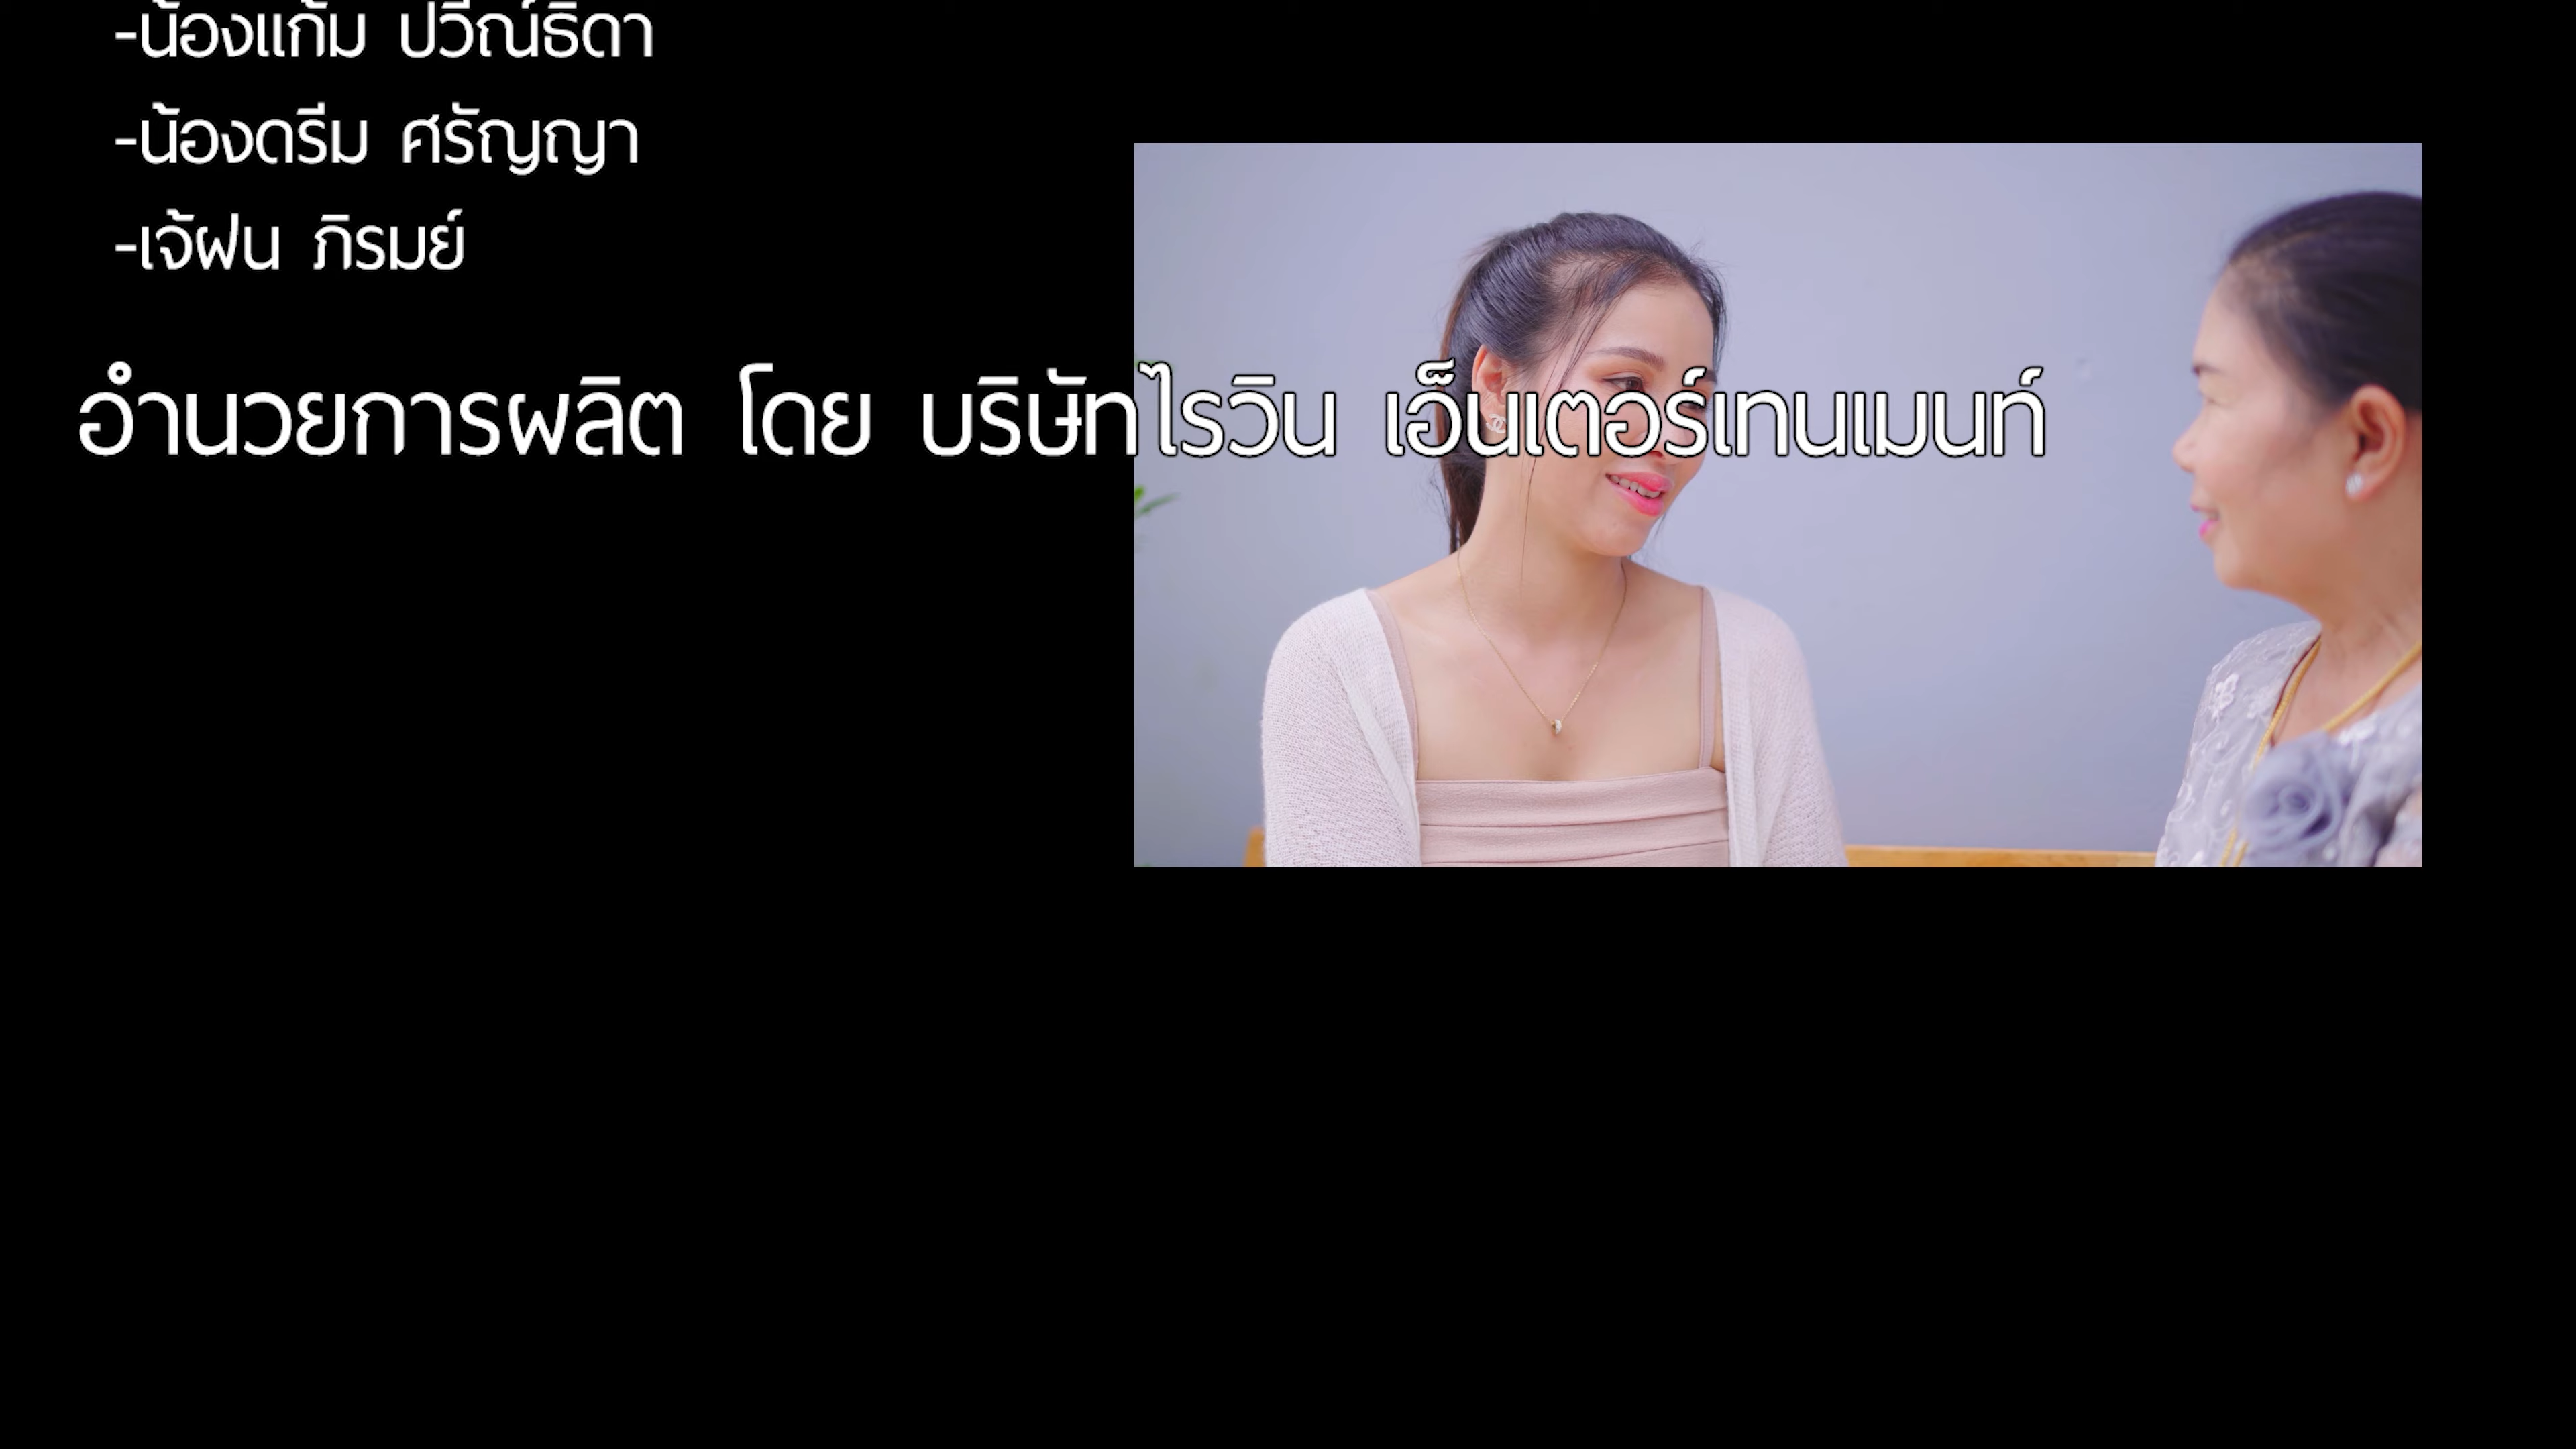 -น้องแก้ม ปวีณ์ธิดา
-น้องดรีม ศรัญญา
-เจ้ฝน ภิรมย์
อำนวยการผลิต โดย บริษัทไรวิน เอ็นเตอร์เทนเมนท์